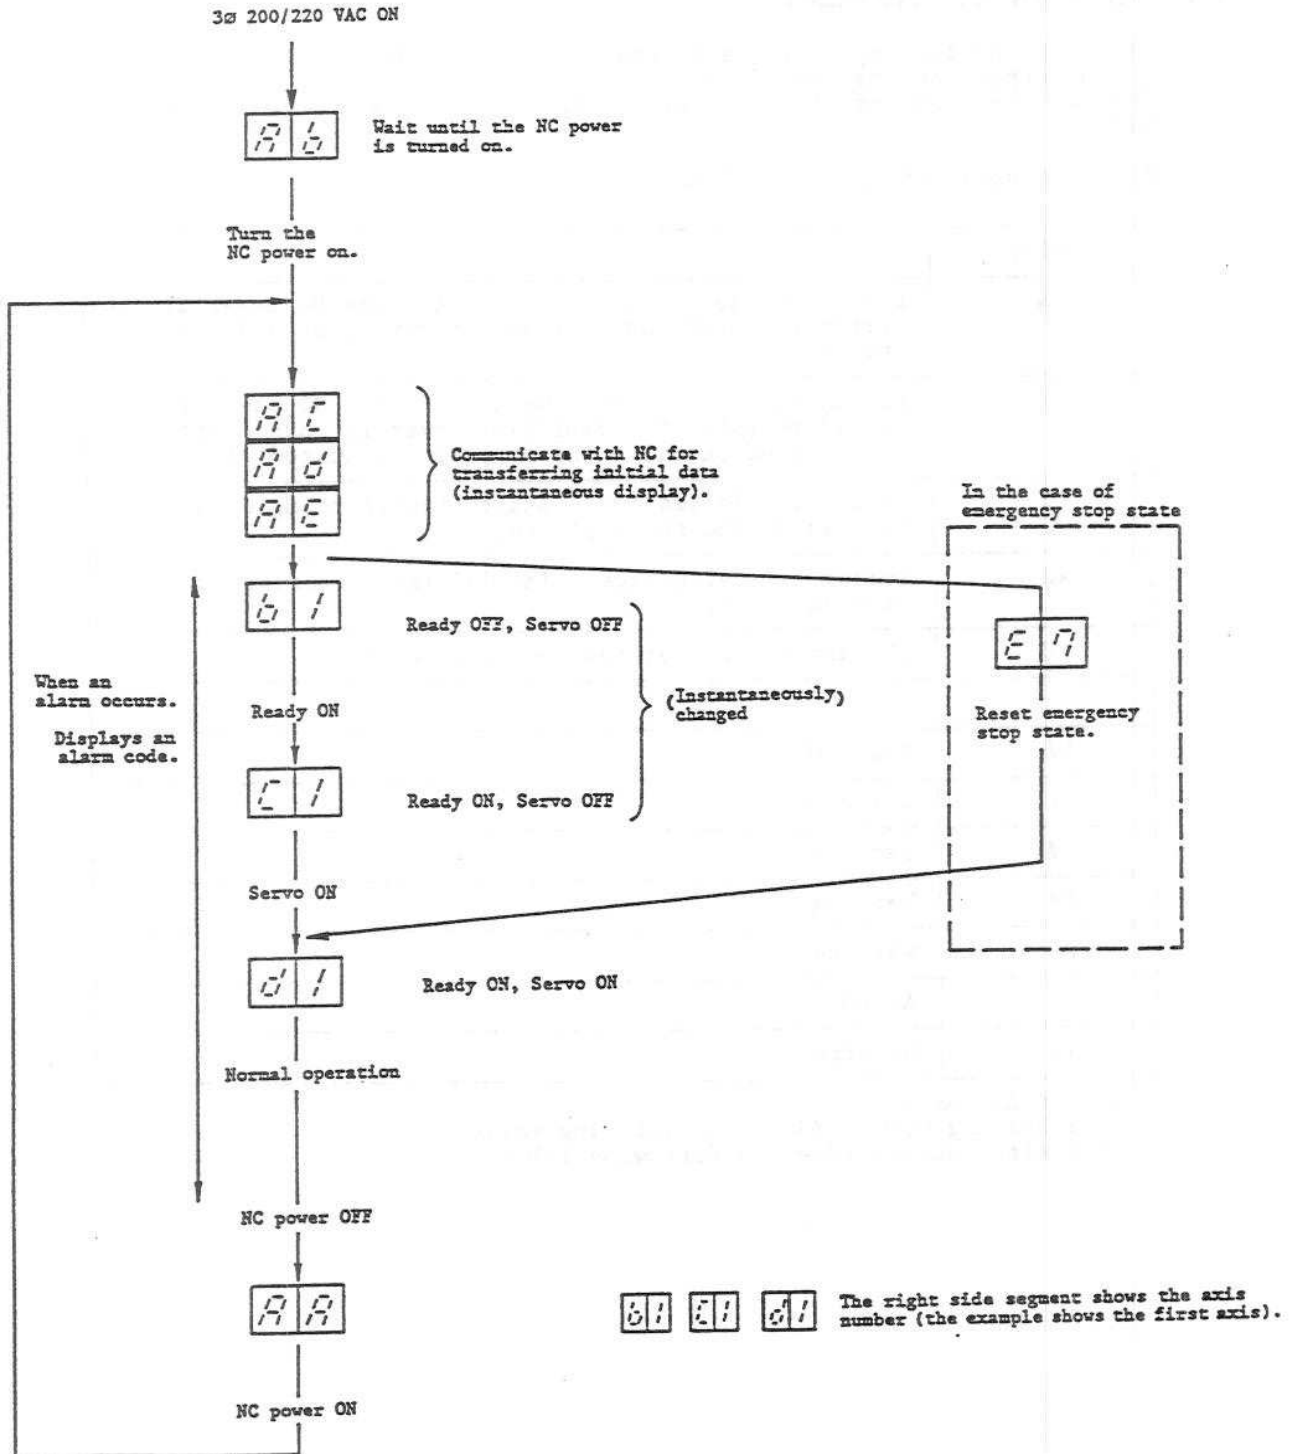 3ø 200/220 VAC ON
A b
Wait until the NC power
is turned on.
Turn the
NC power on.
A C
A d
A E
Communicate with NC for
transferring initial data
(instantaneous display).
In the case of
emergency stop state
b 1
Ready OFF, Servo OFF
E 7
When an
alarm occurs.
Displays an
alarm code.
Ready ON
(Instantaneously)
changed
Reset emergency
stop state.
C 1
Ready ON, Servo OFF
Servo ON
d 1
Ready ON, Servo ON
Normal operation
NC power OFF
A A
b 1 C 1 d 1
The right side segment shows the axis
number (the example shows the first axis).
NC power ON